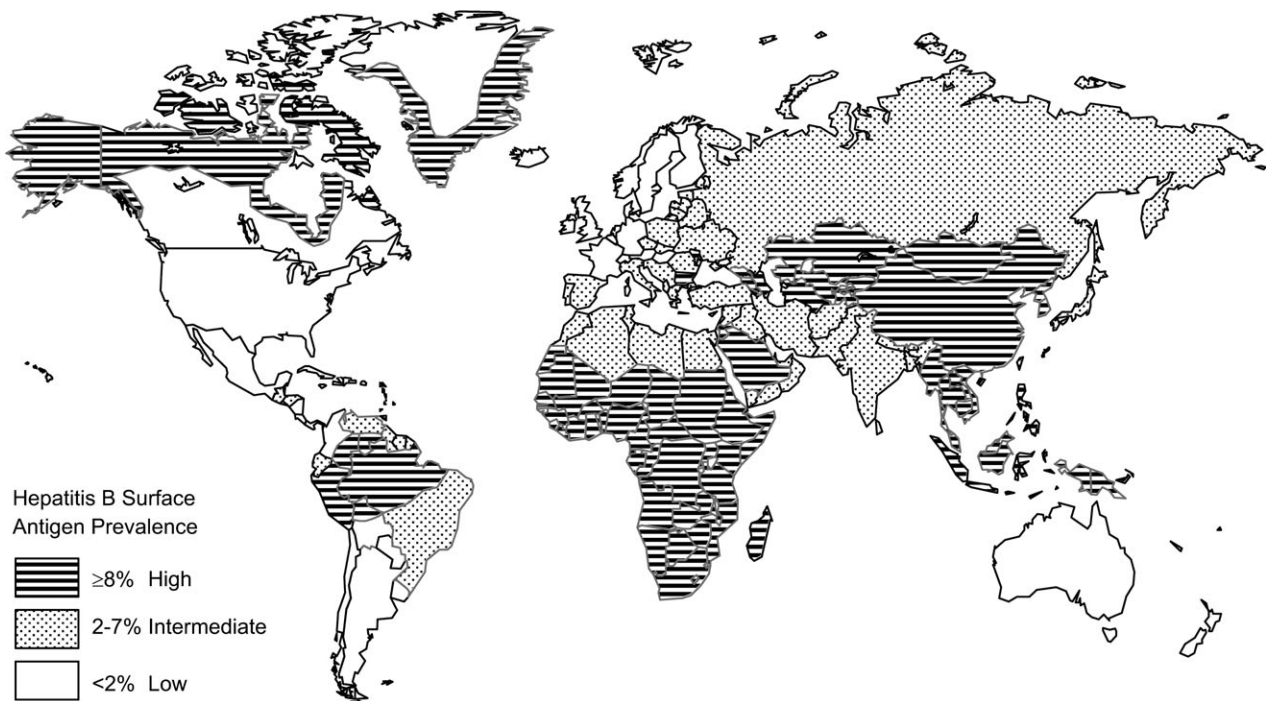 Hepatitis B Surface
Antigen Prevalence
≥8% High
2-7% Intermediate
<2% Low